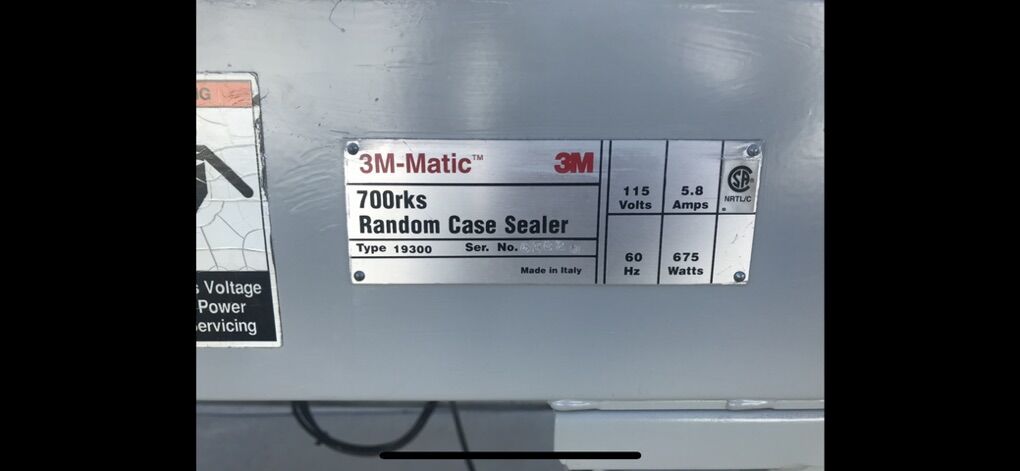 G
s Voltage
Power
ervicing
3M-Matic™ 3M
700rks
Random Case Sealer
Type 19300 Ser. No.
Made in Italy
115
Volts
5.8
Amps
60
Hz
675
Watts
SA ®
NRTL/C